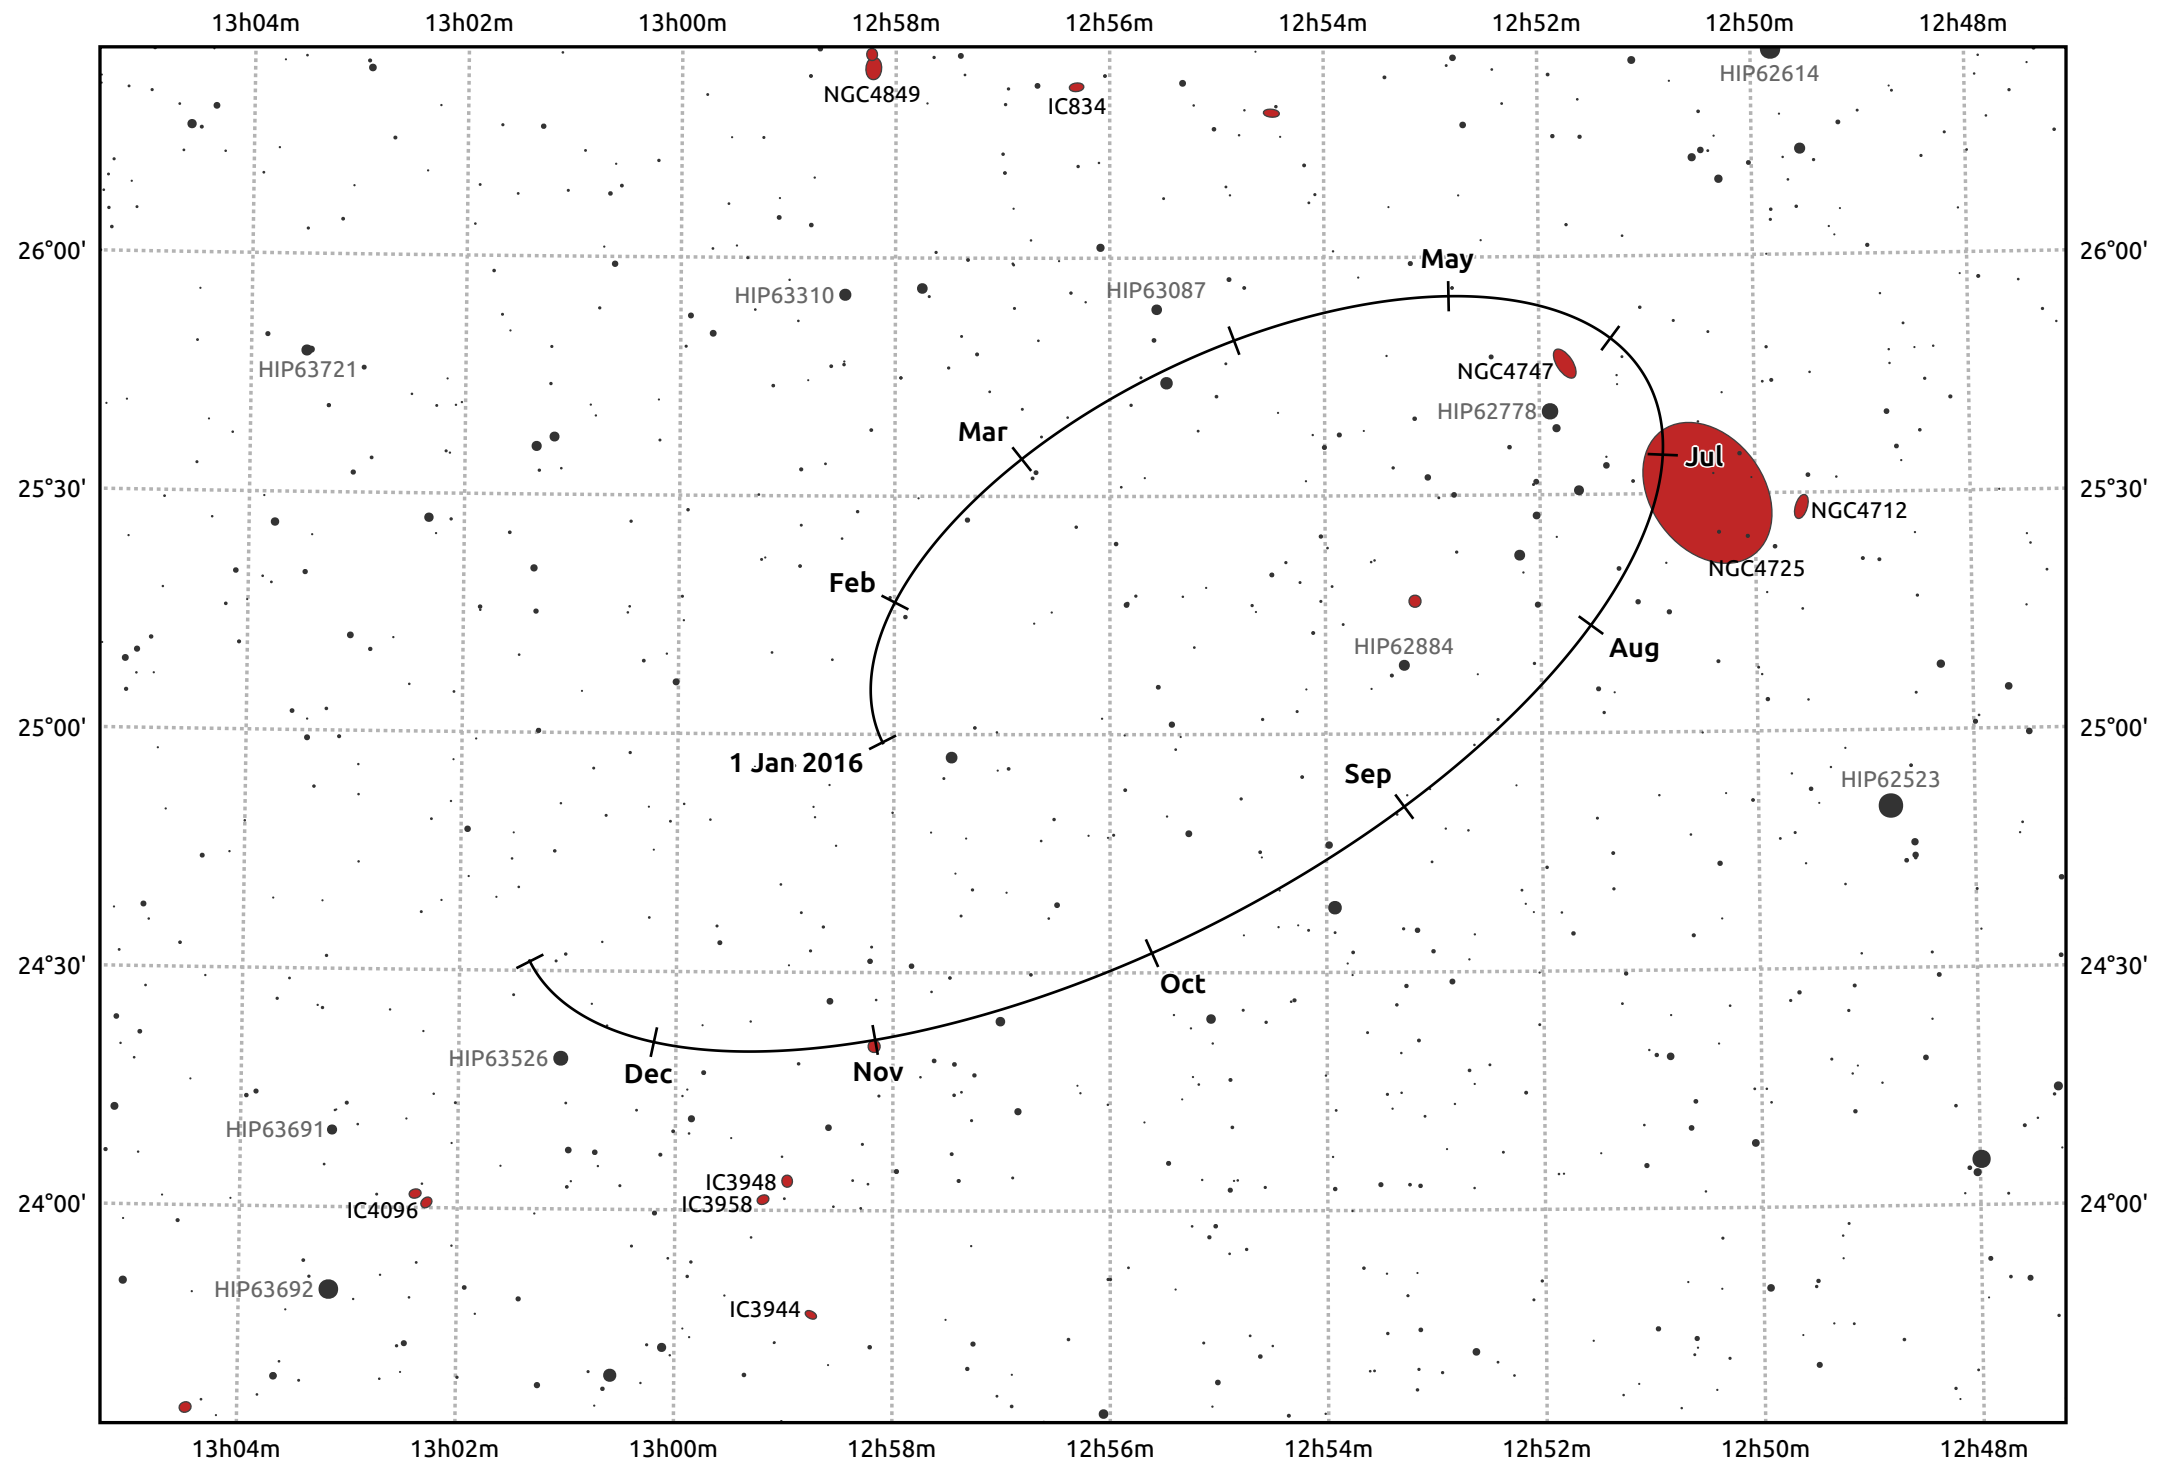 13h04m 13h02m 13h00m 12h58m 12h56m 12h54m 12h52m 12h50m 12h48m
HIP62614
NGC4849
IC834
26°00' 26°00'
May
HIP63310
HIP63087
HIP63721
NGC4747
HIP62778
Mar
Jul
25°30' 25°30'
NGC4712
NGC4725
Feb
HIP62884
Aug
25°00' 25°00'
1 Jan 2016
Sep
HIP62523
24°30' 24°30'
Oct
HIP63526
Dec
Nov
HIP63691
IC3948
24°00' 24°00'
IC3958
IC4096
HIP63692
IC3944
13h04m 13h02m 13h00m 12h58m 12h56m 12h54m 12h52m 12h50m 12h48m